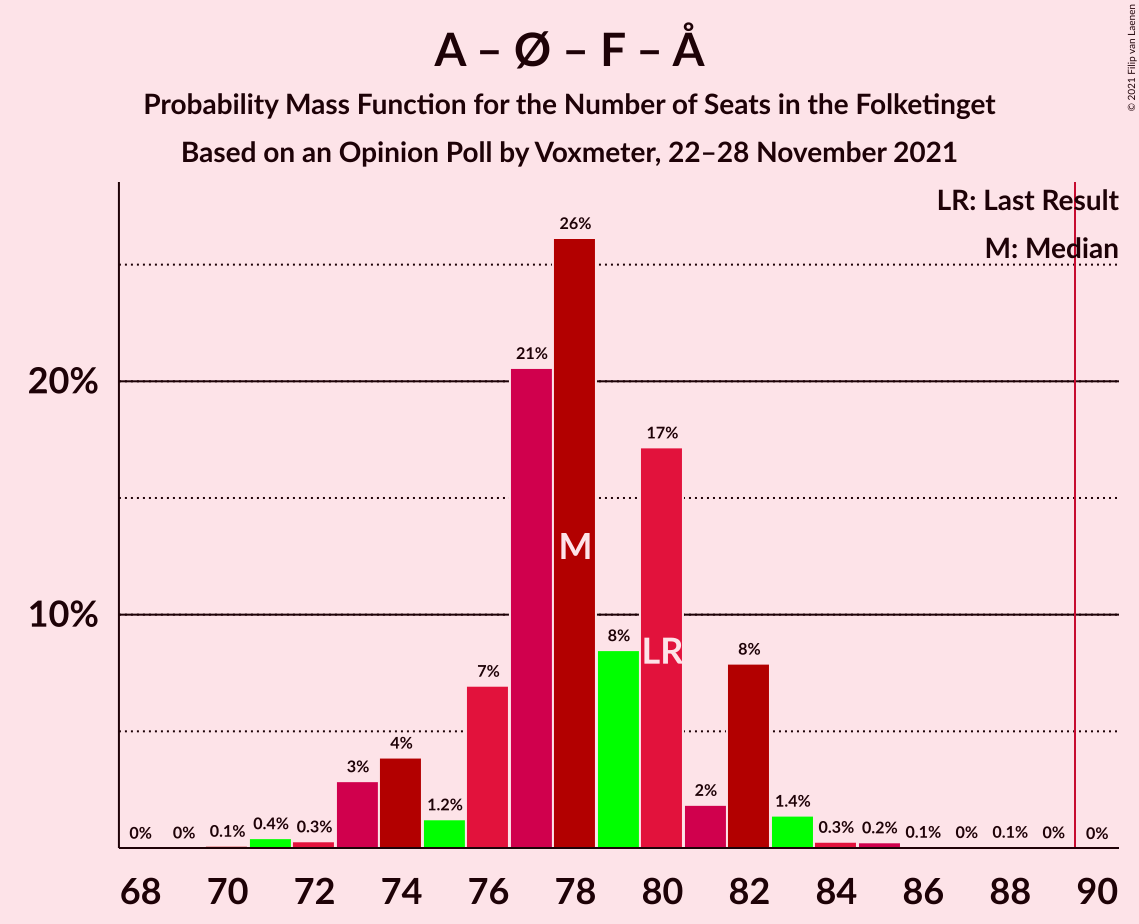 A – Ø – F – Å
Probability Mass Function for the Number of Seats in the Folketinget
Based on an Opinion Poll by Voxmeter, 22–28 November 2021
© 2021 Filip van Laenen
LR: Last Result
M: Median
20%
10%
0% 0% 0.1% 0.4% 0.3% 3% 4% 1.2% 7% 21% 26% 8% 17% 2% 8% 1.4% 0.3% 0.2% 0.1% 0% 0.1% 0% 0%
M
LR
68 70 72 74 76 78 80 82 84 86 88 90